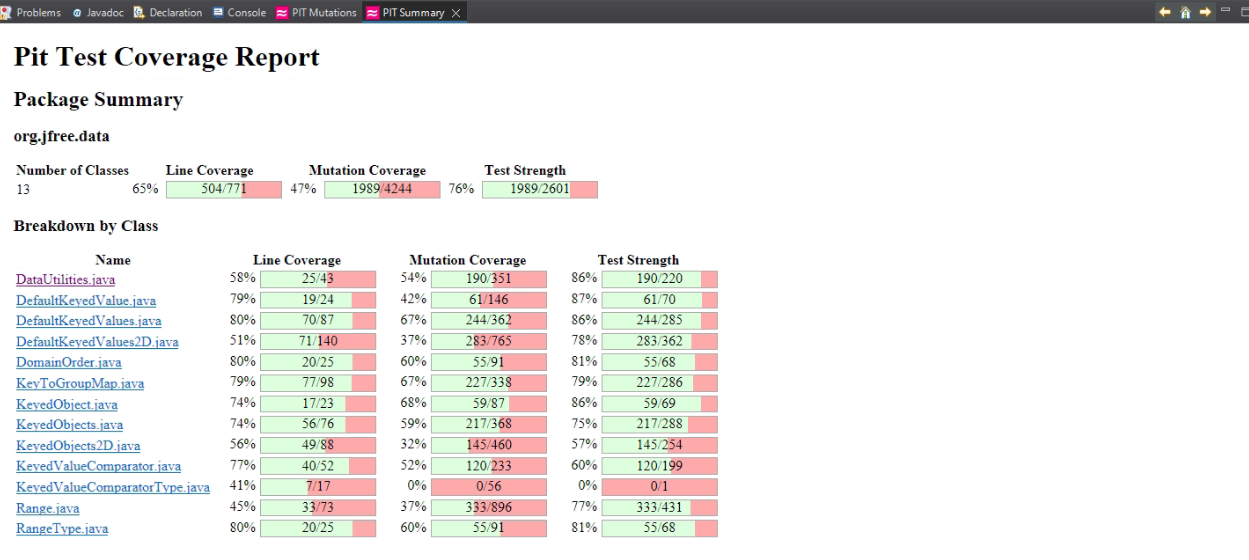 Problems Javadoc Declaration Console PIT Mutations PIT Summary
Pit Test Coverage Report
Package Summary
org.jfree.data
Number of Classes Line Coverage Mutation Coverage Test Strength
13 65% 504/771 47% 1989/4244 76% 1989/2601
Breakdown by Class
Name Line Coverage Mutation Coverage Test Strength
DataUtilities.java 58% 25/43 54% 190/351 86% 190/220
DefaultKeyedValue.java 79% 19/24 42% 61/146 87% 61/70
DefaultKeyedValues.java 80% 70/87 67% 244/362 86% 244/285
DefaultKeyedValues2D.java 51% 71/140 37% 283/765 78% 283/362
DomainOrder.java 80% 20/25 60% 55/91 81% 55/68
KeyToGroupMap.java 79% 77/98 67% 227/338 79% 227/286
KeyedObject.java 74% 17/23 68% 59/87 86% 59/69
KeyedObjects.java 74% 56/76 59% 217/368 75% 217/288
KeyedObjects2D.java 56% 49/88 32% 145/460 57% 145/254
KeyedValueComparator.java 77% 40/52 52% 120/233 60% 120/199
KeyedValueComparatorType.java 41% 7/17 0% 0/56 0% 0/1
Range.java 45% 33/73 37% 333/896 77% 333/431
RangeType.java 80% 20/25 60% 55/91 81% 55/68